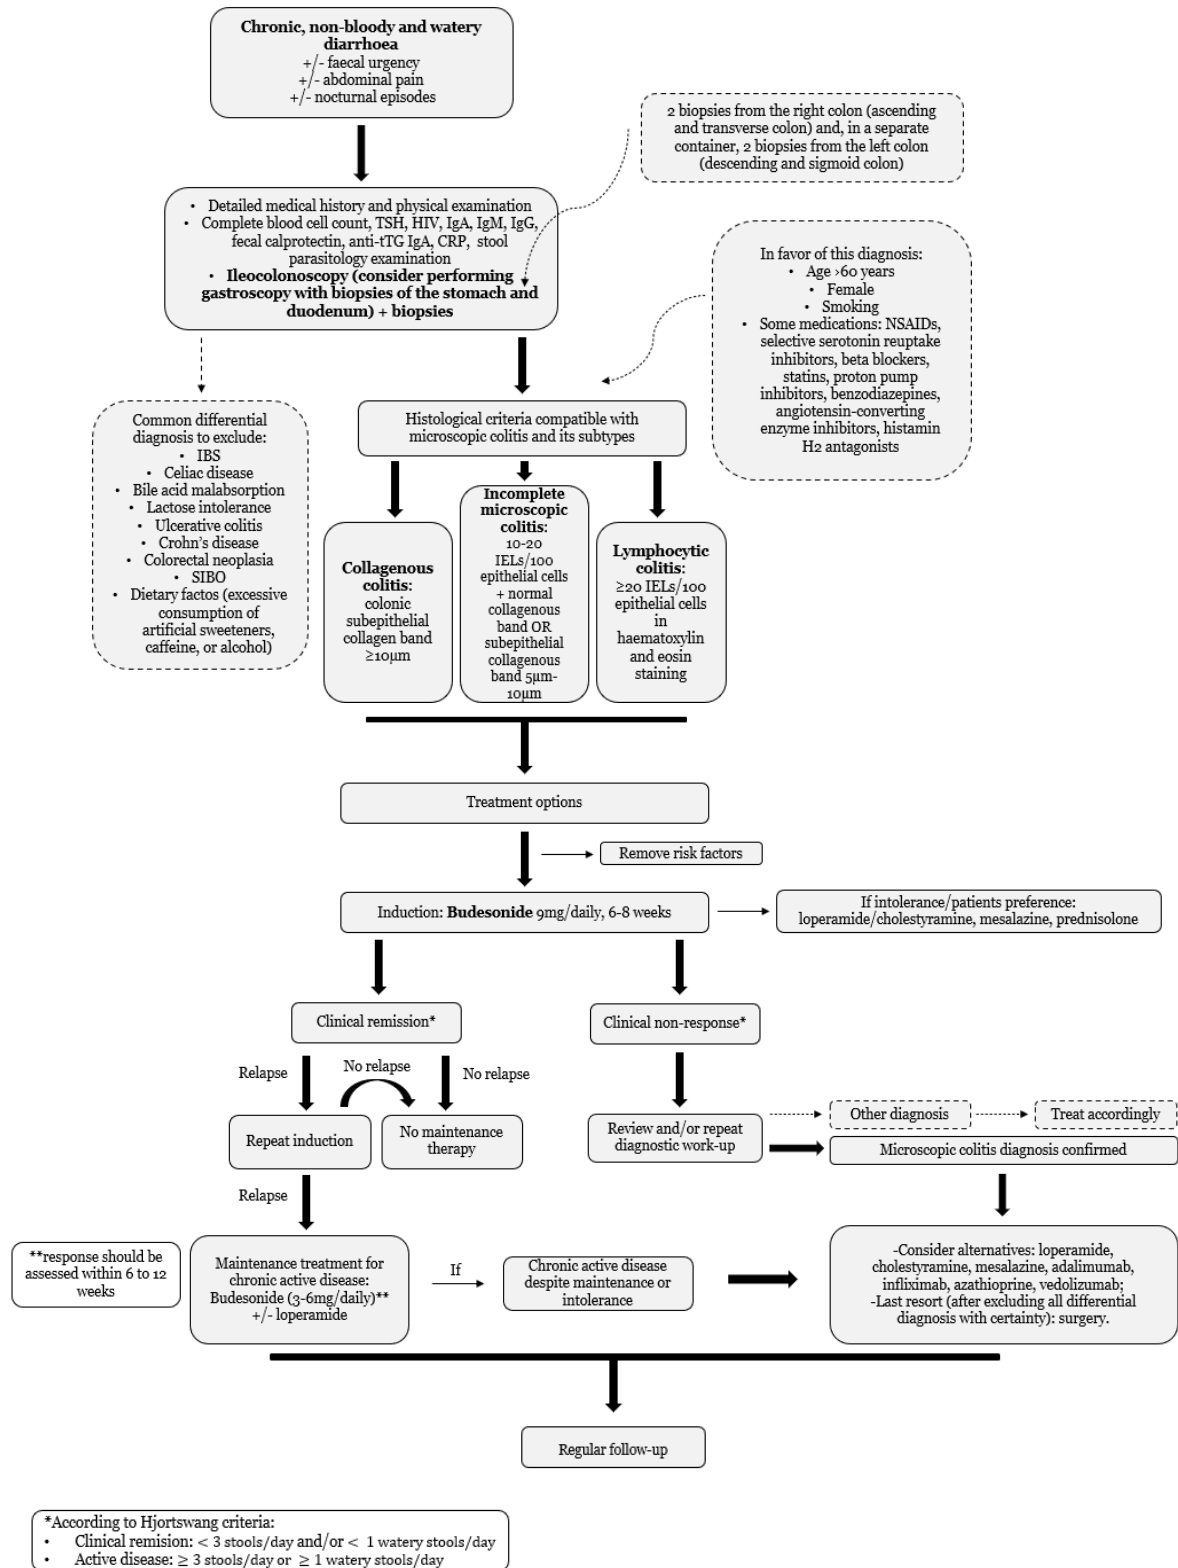 Chronic, non-bloody and watery
diarrhoea
+/- faecal urgency
+/- abdominal pain
+/- nocturnal episodes
2 biopsies from the right colon (ascending
and transverse colon) and, in a separate
container, 2 biopsies from the left colon
(descending and sigmoid colon)
• Detailed medical history and physical examination
• Complete blood cell count, TSH, HIV, IgA, IgM, IgG,
fecal calprotectin, anti-tTG IgA, CRP, stool
parasitology examination
• Ileocolonoscopy (consider performing
gastroscopy with biopsies of the stomach and
duodenum) + biopsies
In favor of this diagnosis:
• Age >60 years
• Female
• Smoking
• Some medications: NSAIDs,
selective serotonin reuptake
inhibitors, beta blockers,
statins, proton pump
inhibitors, benzodiazepines,
angiotensin-converting
enzyme inhibitors, histamin
H2 antagonists
Common differential
diagnosis to exclude:
• IBS
• Celiac disease
• Bile acid malabsorption
• Lactose intolerance
• Ulcerative colitis
• Crohn's disease
• Colorectal neoplasia
• SIBO
• Dietary factos (excessive
consumption of
artificial sweeteners,
caffeine, or alcohol)
Histological criteria compatible with
microscopic colitis and its subtypes
Collagenous
colitis:
colonic
subepithelial
collagen band
≥10µm
Incomplete
microscopic
colitis:
10-20
IELs/100
epithelial cells
+ normal
collagenous
band OR
subepithelial
collagenous
band 5µm-
10µm
Lymphocytic
colitis:
≥20 IELs/100
epithelial cells
in
haematoxylin
and eosin
staining
Treatment options
Remove risk factors
Induction: Budesonide 9mg/daily, 6-8 weeks
If intolerance/patients preference:
loperamide/cholestyramine, mesalazine, prednisolone
Clinical remission*
Clinical non-response*
Relapse
No relapse
No relapse
Repeat induction
No maintenance
therapy
Review and/or repeat
diagnostic work-up
Other diagnosis
Treat accordingly
Microscopic colitis diagnosis confirmed
Relapse
**response should be
assessed within 6 to 12
weeks
Maintenance treatment for
chronic active disease:
Budesonide (3-6mg/daily)**
+/- loperamide
If
Chronic active disease
despite maintenance or
intolerance
-Consider alternatives: loperamide,
cholestyramine, mesalazine, adalimumab,
infliximab, azathioprine, vedolizumab;
-Last resort (after excluding all differential
diagnosis with certainty): surgery.
Regular follow-up
*According to Hjortswang criteria:
• Clinical remision: < 3 stools/day and/or < 1 watery stools/day
• Active disease: ≥ 3 stools/day or ≥ 1 watery stools/day